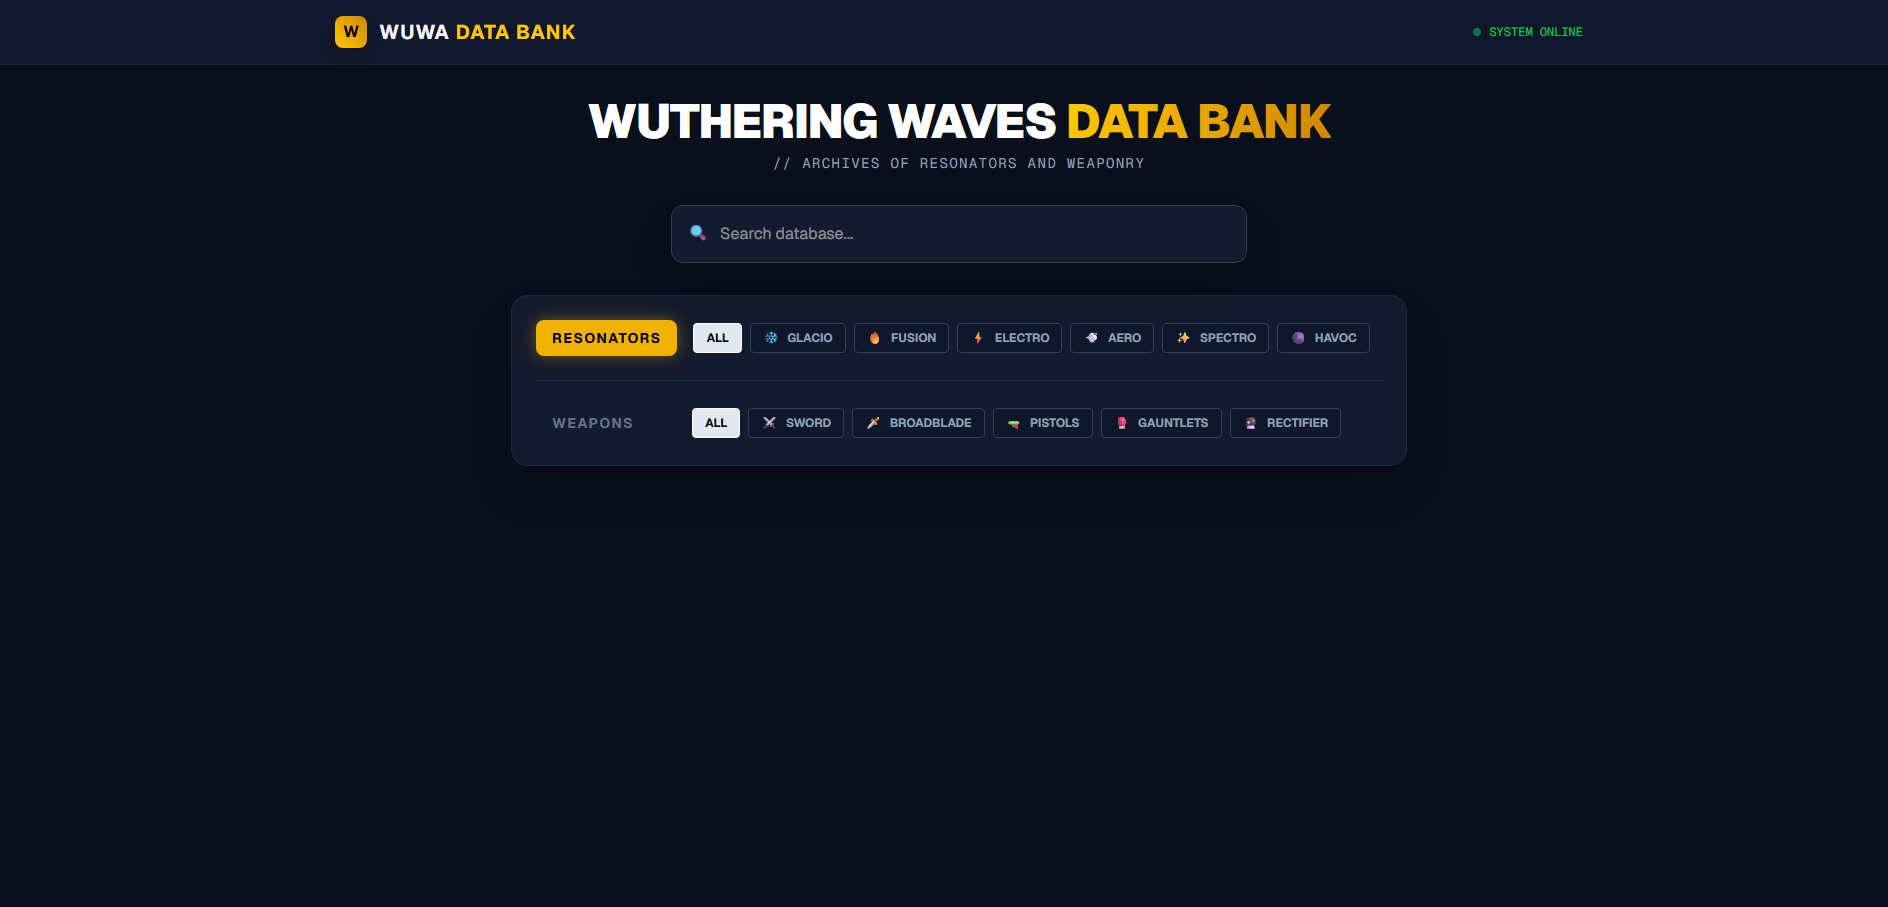 W WUWA DATA BANK
SYSTEM ONLINE
WUTHERING WAVES DATA BANK
// ARCHIVES OF RESONATORS AND WEAPONRY
Search database...
RESONATORS ALL GLACIO FUSION ELECTRO AERO SPECTRO HAVOC
WEAPONS ALL SWORD BROADBLADE PISTOLS GAUNTLETS RECTIFIER